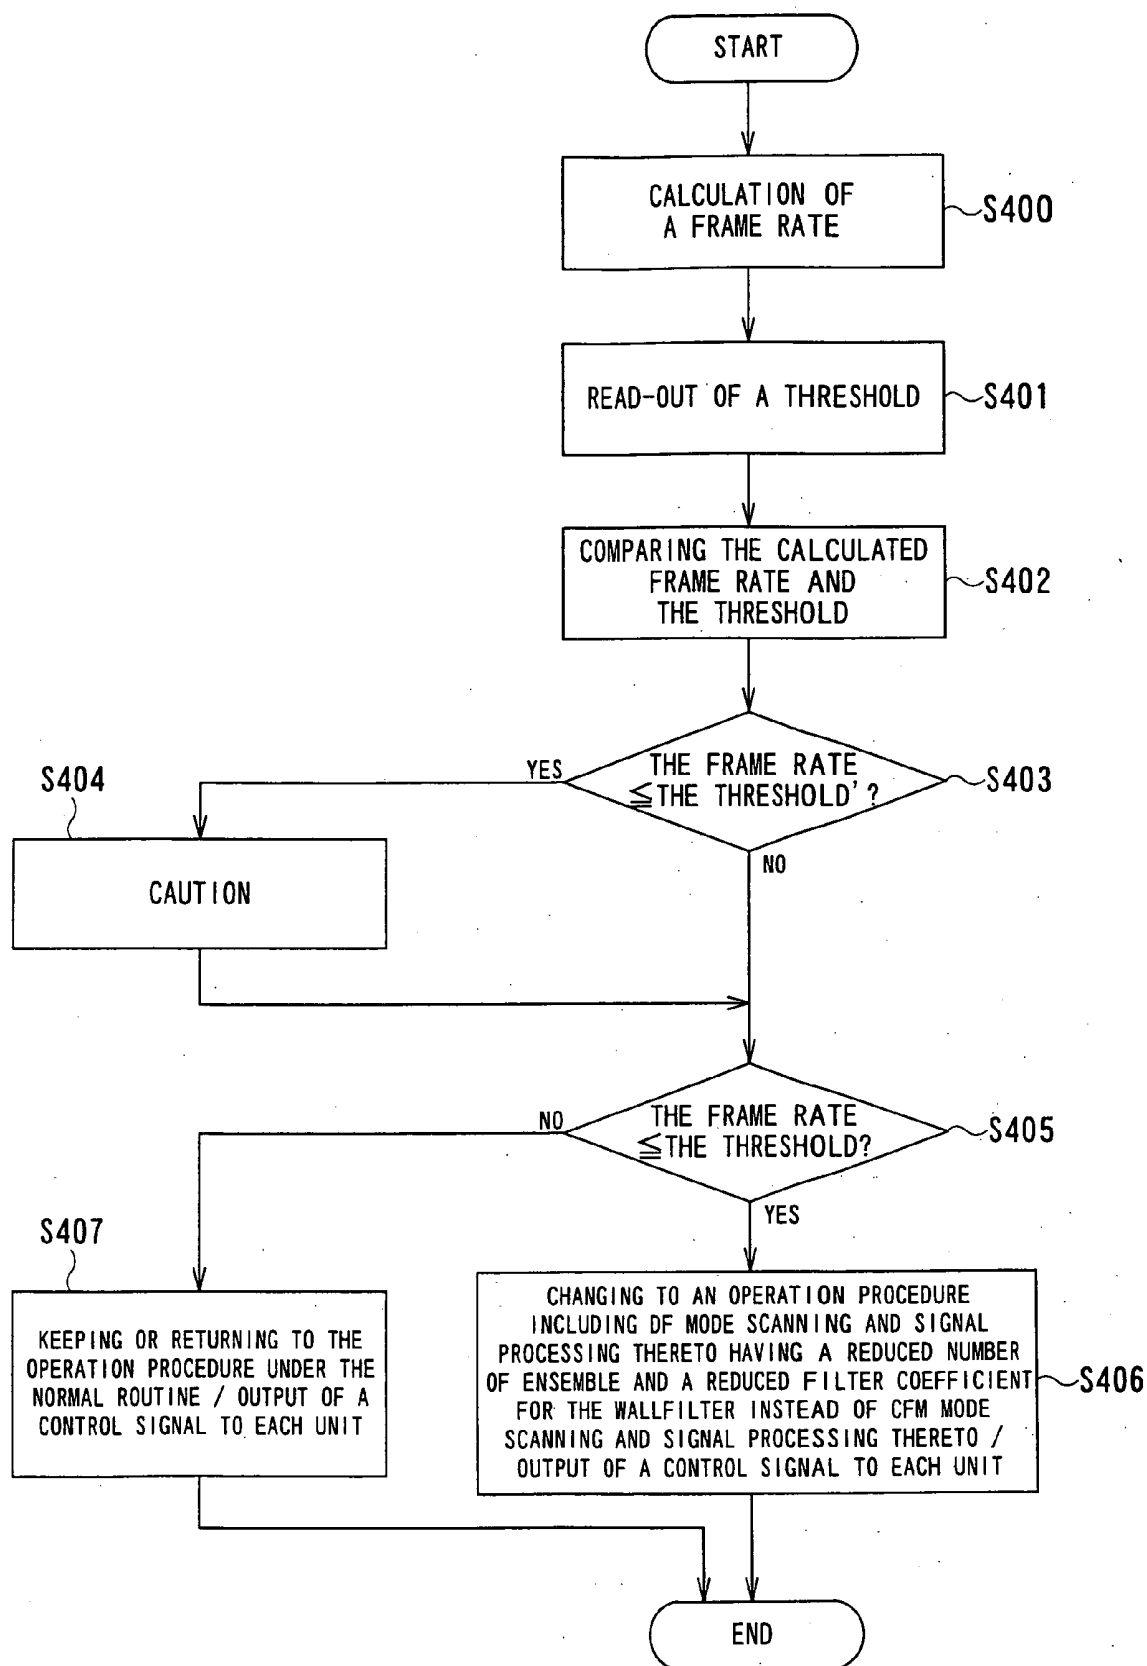 START
CALCULATION OF
A FRAME RATE
S400
READ-OUT OF A THRESHOLD
S401
COMPARING THE CALCULATED
FRAME RATE AND
THE THRESHOLD
S402
THE FRAME RATE
≦THE THRESHOLD'?
S403
YES
NO
S404
CAUTION
THE FRAME RATE
≦THE THRESHOLD?
S405
NO
YES
S407
KEEPING OR RETURNING TO THE
OPERATION PROCEDURE UNDER THE
NORMAL ROUTINE / OUTPUT OF A
CONTROL SIGNAL TO EACH UNIT
CHANGING TO AN OPERATION PROCEDURE
INCLUDING DF MODE SCANNING AND SIGNAL
PROCESSING THERETO HAVING A REDUCED NUMBER
OF ENSEMBLE AND A REDUCED FILTER COEFFICIENT
FOR THE WALLFILTER INSTEAD OF CFM MODE
SCANNING AND SIGNAL PROCESSING THERETO /
OUTPUT OF A CONTROL SIGNAL TO EACH UNIT
S406
END